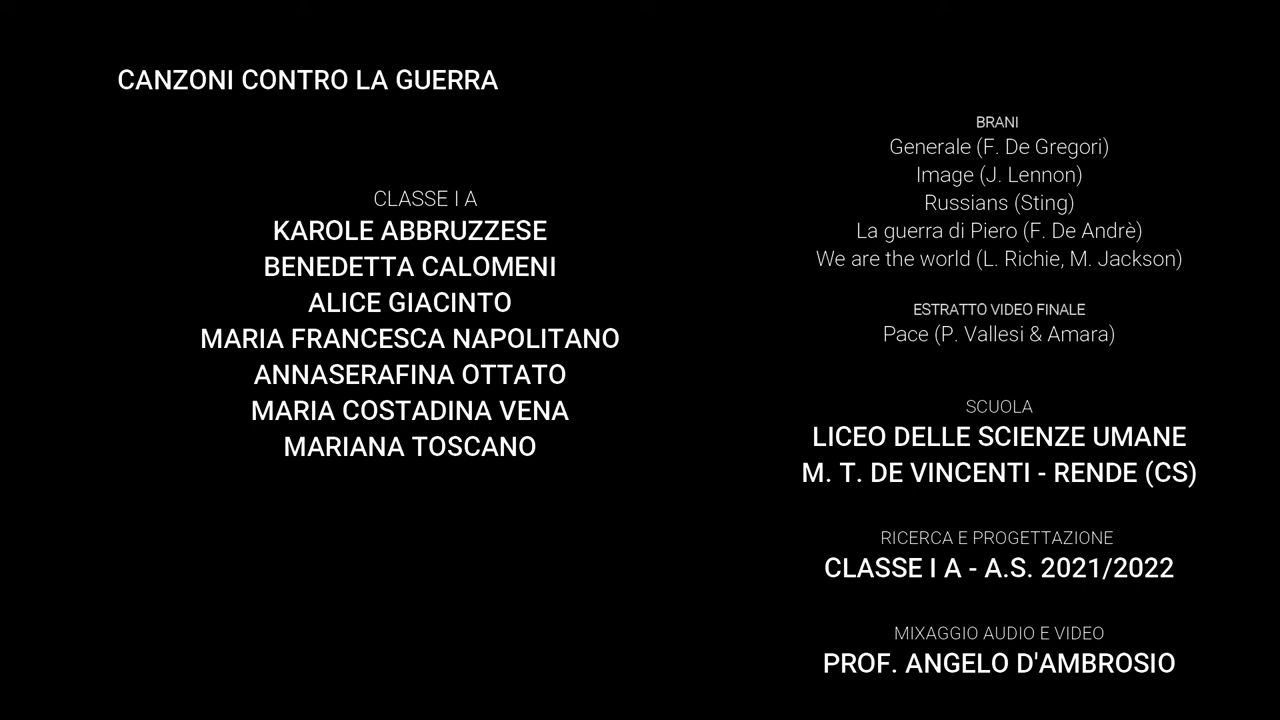 CANZONI CONTRO LA GUERRA
CLASSE I A
KAROLE ABBRUZZESE
BENEDETTA CALOMENI
ALICE GIACINTO
MARIA FRANCESCA NAPOLITANO
ANNASERAFINA OTTATO
MARIA COSTADINA VENA
MARIANA TOSCANO
BRANI
Generale (F. De Gregori)
Image (J. Lennon)
Russians (Sting)
La guerra di Piero (F. De Andrè)
We are the world (L. Richie, M. Jackson)
ESTRATTO VIDEO FINALE
Pace (P. Vallesi & Amara)
SCUOLA
LICEO DELLE SCIENZE UMANE
M. T. DE VINCENTI - RENDE (CS)
RICERCA E PROGETTAZIONE
CLASSE I A - A.S. 2021/2022
MIXAGGIO AUDIO E VIDEO
PROF. ANGELO D'AMBROSIO